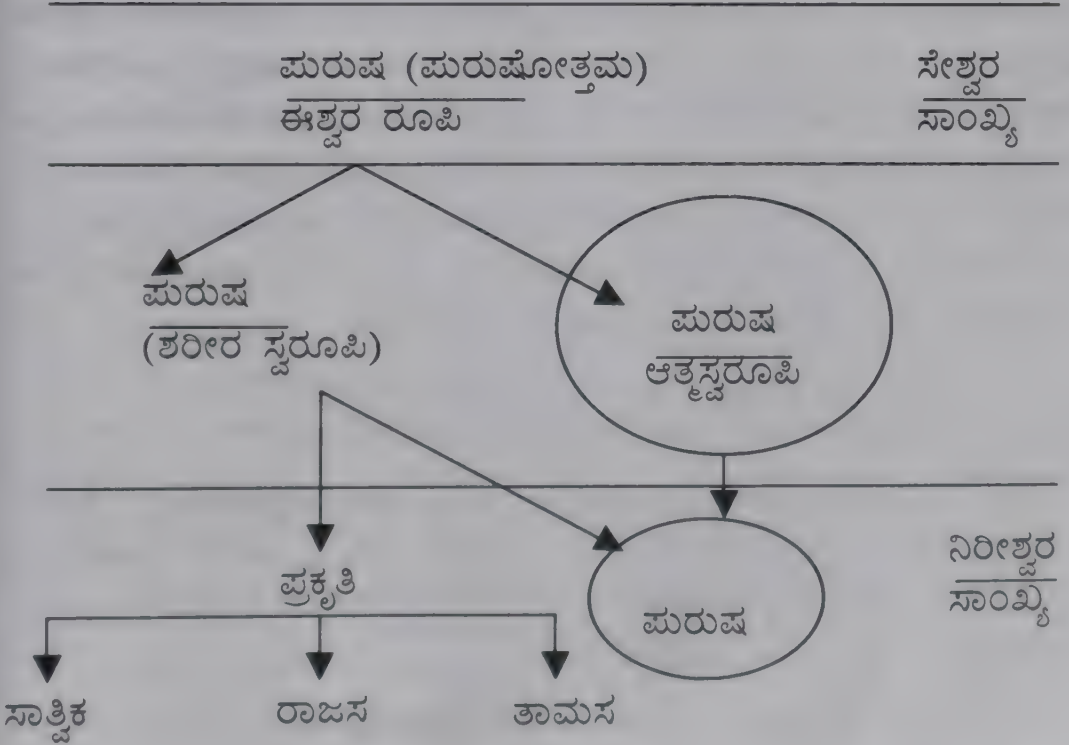 ಪುರುಷ (ಪುರುಷೋತ್ತಮ)
ಈಶ್ವರ ರೂಪಿ
ಸೇಶ್ವರ
ಸಾಂಖ್ಯ
ಪುರುಷ
(ಶರೀರ ಸ್ವರೂಪಿ)
ಪುರುಷ
ಆತ್ಮಸ್ವರೂಪಿ
ನಿರೀಶ್ವರ
ಸಾಂಖ್ಯ
ಪ್ರಕೃತಿ
ಪುರುಷ
ಸಾತ್ವಿಕ
ರಾಜಸ
ತಾಮಸ